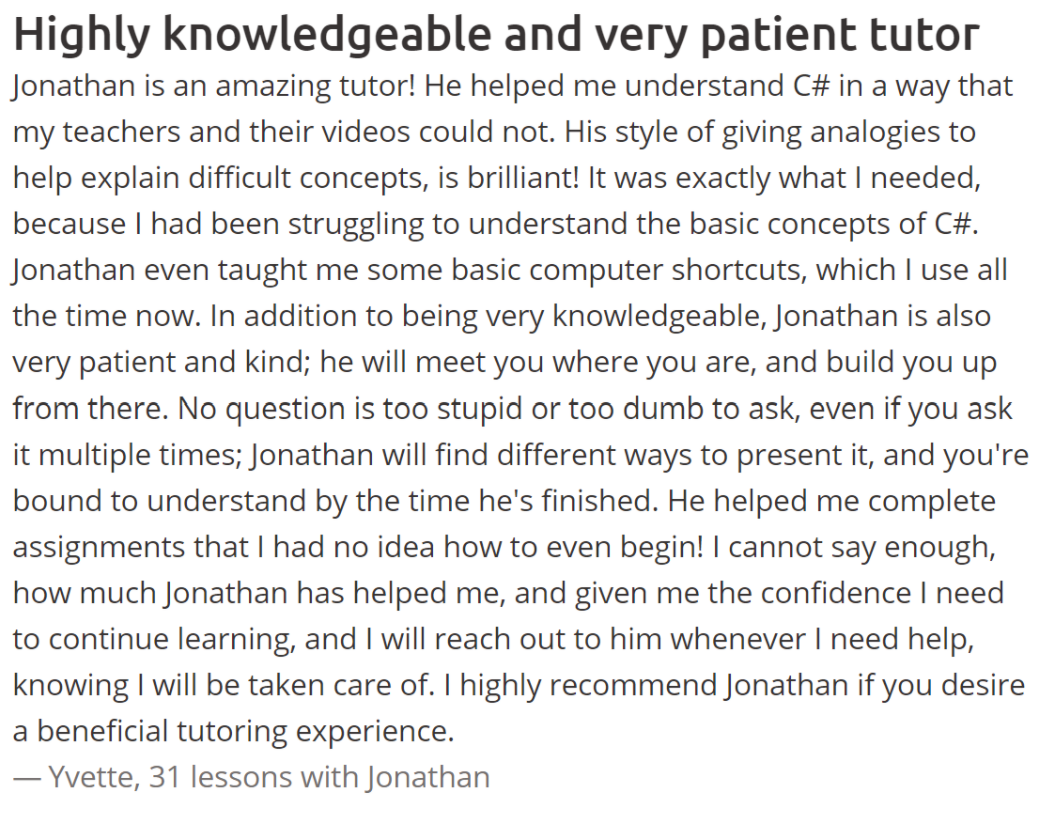 Highly knowledgeable and very patient tutor
Jonathan is an amazing tutor! He helped me understand C# in a way that
my teachers and their videos could not. His style of giving analogies to
help explain difficult concepts, is brilliant! It was exactly what I needed,
because I had been struggling to understand the basic concepts of C#.
Jonathan even taught me some basic computer shortcuts, which I use all
the time now. In addition to being very knowledgeable, Jonathan is also
very patient and kind; he will meet you where you are, and build you up
from there. No question is too stupid or too dumb to ask, even if you ask
it multiple times; Jonathan will find different ways to present it, and you're
bound to understand by the time he's finished. He helped me complete
assignments that I had no idea how to even begin! I cannot say enough,
how much Jonathan has helped me, and given me the confidence I need
to continue learning, and I will reach out to him whenever I need help,
knowing I will be taken care of. I highly recommend Jonathan if you desire
a beneficial tutoring experience.
— Yvette, 31 lessons with Jonathan